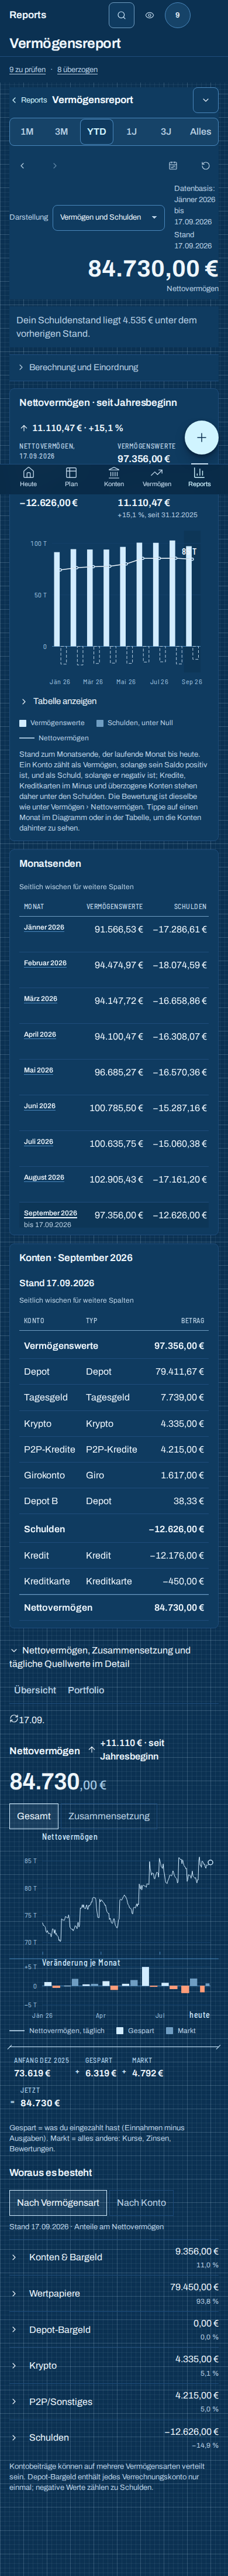 Reports
9
Vermögensreport
9 zu prüfen · 8 überzogen
Reports Vermögensreport
1M 3M YTD 1J 3J Alles
Datenbasis:
Jänner 2026
bis
17.09.2026
Darstellung Vermögen und Schulden
Stand
17.09.2026
84.730,00 €
Nettovermögen
Dein Schuldenstand liegt 4.535 € unter dem
vorherigen Stand.
Berechnung und Einordnung
Nettovermögen · seit Jahresbeginn
11.110,47 € · +15,1 %
NETTOVERMÖGEN, VERMÖGENSWERTE
17.09.2026 97.356,00 €
Heute Plan Konten Vermögen Reports
−12.626,00 € 11.110,47 €
+15,1 %, seit 31.12.2025
100 T
50 T
0
Jän 26 Mär 26 Mai 26 Jul 26 Sep 26
Tabelle anzeigen
Vermögenswerte Schulden, unter Null
Nettovermögen
Stand zum Monatsende, der laufende Monat bis heute.
Ein Konto zählt als Vermögen, solange sein Saldo positiv
ist, und als Schuld, solange er negativ ist; Kredite,
Kreditkarten im Minus und überzogene Konten stehen
daher unter den Schulden. Die Bewertung ist dieselbe
wie unter Vermögen › Nettovermögen. Tippe auf einen
Monat im Diagramm oder in der Tabelle, um die Konten
dahinter zu sehen.
Monatsenden
Seitlich wischen für weitere Spalten
MONAT VERMÖGENSWERTE SCHULDEN
Jänner 2026 91.566,53 € −17.286,61 €
Februar 2026 94.474,97 € −18.074,59 €
März 2026 94.147,72 € −16.658,86 €
April 2026 94.100,47 € −16.308,07 €
Mai 2026 96.685,27 € −16.570,36 €
Juni 2026 100.785,50 € −15.287,16 €
Juli 2026 100.635,75 € −15.060,38 €
August 2026 102.905,43 € −17.161,20 €
September 2026 97.356,00 € −12.626,00 €
bis 17.09.2026
Konten · September 2026
Stand 17.09.2026
Seitlich wischen für weitere Spalten
KONTO TYP BETRAG
Vermögenswerte 97.356,00 €
Depot Depot 79.411,67 €
Tagesgeld Tagesgeld 7.739,00 €
Krypto Krypto 4.335,00 €
P2P-Kredite P2P-Kredite 4.215,00 €
Girokonto Giro 1.617,00 €
Depot B Depot 38,33 €
Schulden −12.626,00 €
Kredit Kredit −12.176,00 €
Kreditkarte Kreditkarte −450,00 €
Nettovermögen 84.730,00 €
Nettovermögen, Zusammensetzung und
tägliche Quellwerte im Detail
Übersicht Portfolio
17.09.
Nettovermögen +11.110 € · seit
Jahresbeginn
84.730,00 €
Gesamt Zusammensetzung
Nettovermögen
85 T
80 T
75 T
70 T
Veränderung je Monat
+5 T
0
−5 T
Jän 26 Apr Jul heute
Nettovermögen, täglich Gespart Markt
ANFANG DEZ 2025 GESPART MARKT
73.619 € + 6.319 € + 4.792 €
JETZT
= 84.730 €
Gespart = was du eingezahlt hast (Einnahmen minus
Ausgaben). Markt = alles andere: Kurse, Zinsen,
Bewertungen.
Woraus es besteht
Nach Vermögensart Nach Konto
Stand 17.09.2026 · Anteile am Nettovermögen
Konten & Bargeld 9.356,00 €
11,0 %
Wertpapiere 79.450,00 €
93,8 %
Depot-Bargeld 0,00 €
0,0 %
Krypto 4.335,00 €
5,1 %
P2P/Sonstiges 4.215,00 €
5,0 %
Schulden −12.626,00 €
−14,9 %
Kontobeiträge können auf mehrere Vermögensarten verteilt
sein. Depot-Bargeld enthält jedes Verrechnungskonto nur
einmal; negative Werte zählen zu Schulden.